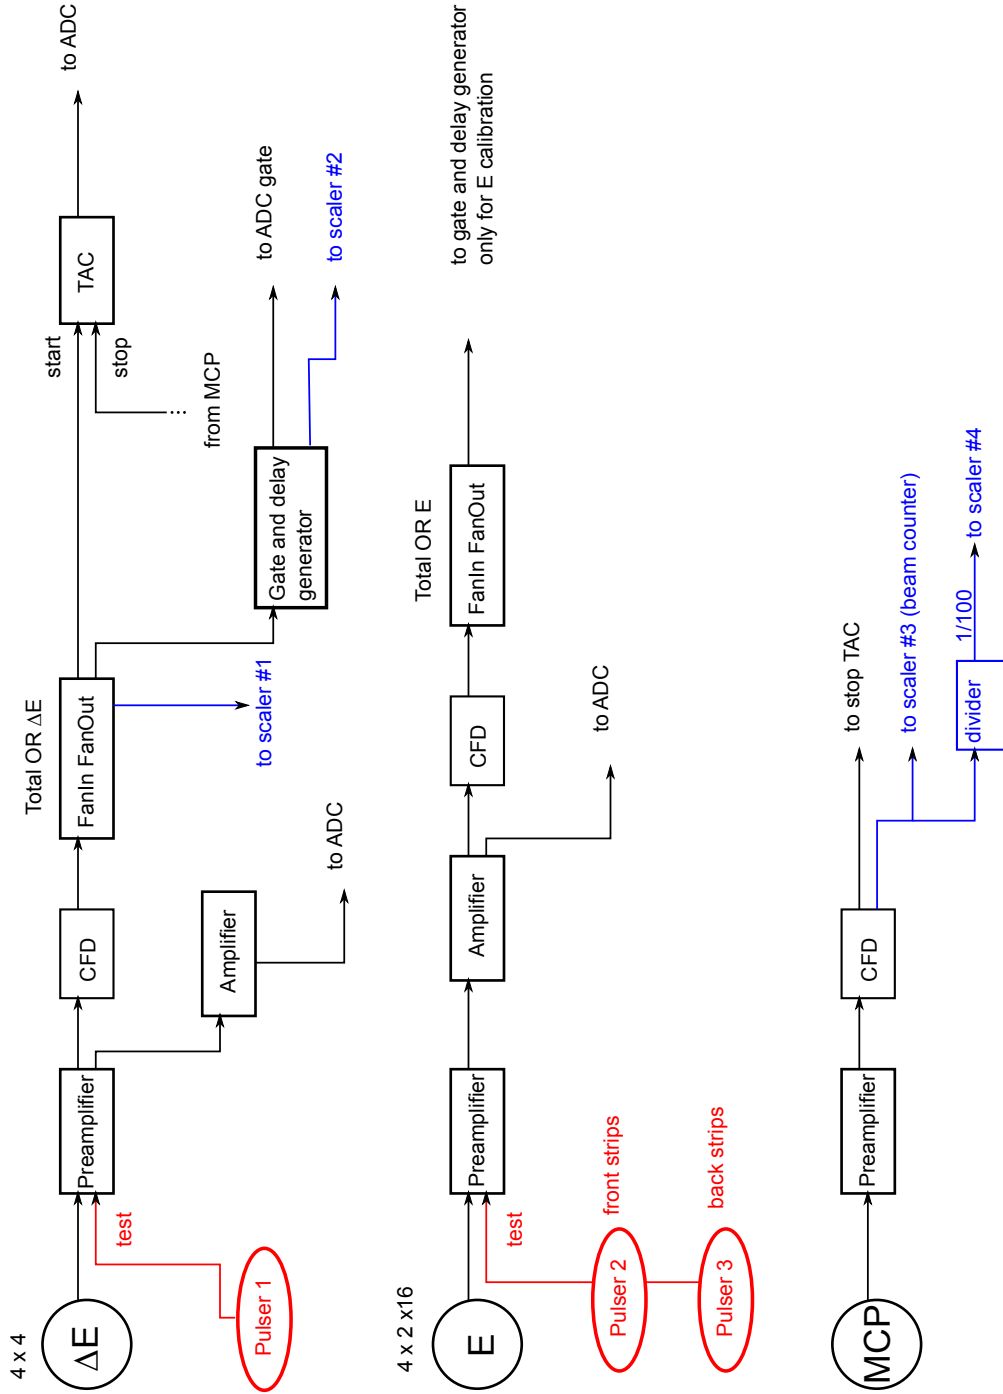 4 x 4
ΔE
Pulser 1
test
Preamplifier
CFD
Amplifier
to ADC
Total OR ΔE
FanIn FanOut
to scaler #1
Gate and delay
generator
start
stop
from MCP
TAC
to ADC
to ADC gate
to scaler #2
4 x 2 x16
E
Pulser 2
front strips
Pulser 3
back strips
test
Preamplifier
Amplifier
CFD
to ADC
Total OR E
FanIn FanOut
to gate and delay generator
only for E calibration
MCP
Preamplifier
CFD
to stop TAC
to scaler #3 (beam counter)
divider
1/100
to scaler #4